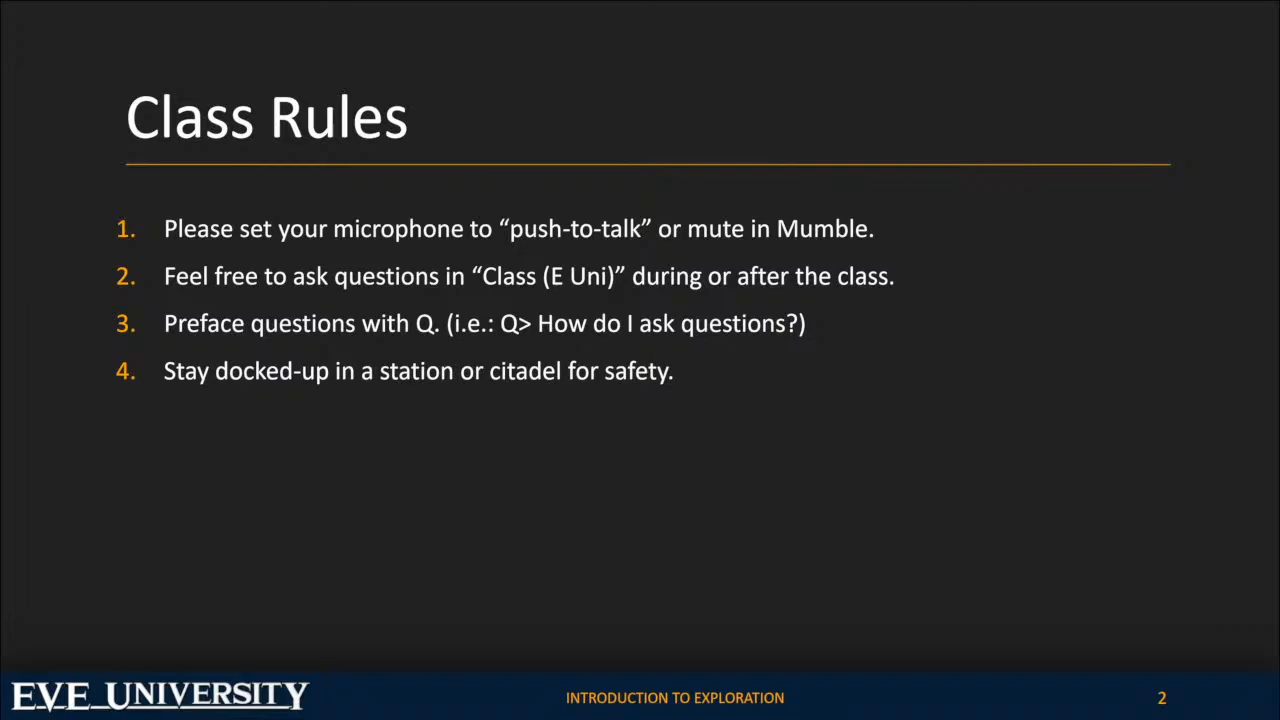 Class Rules
1. Please set your microphone to “push-to-talk” or mute in Mumble.
2. Feel free to ask questions in “Class (E Uni)” during or after the class.
3. Preface questions with Q. (i.e.: Q> How do I ask questions?)
4. Stay docked-up in a station or citadel for safety.
EVE UNIVERSITY
INTRODUCTION TO EXPLORATION
2